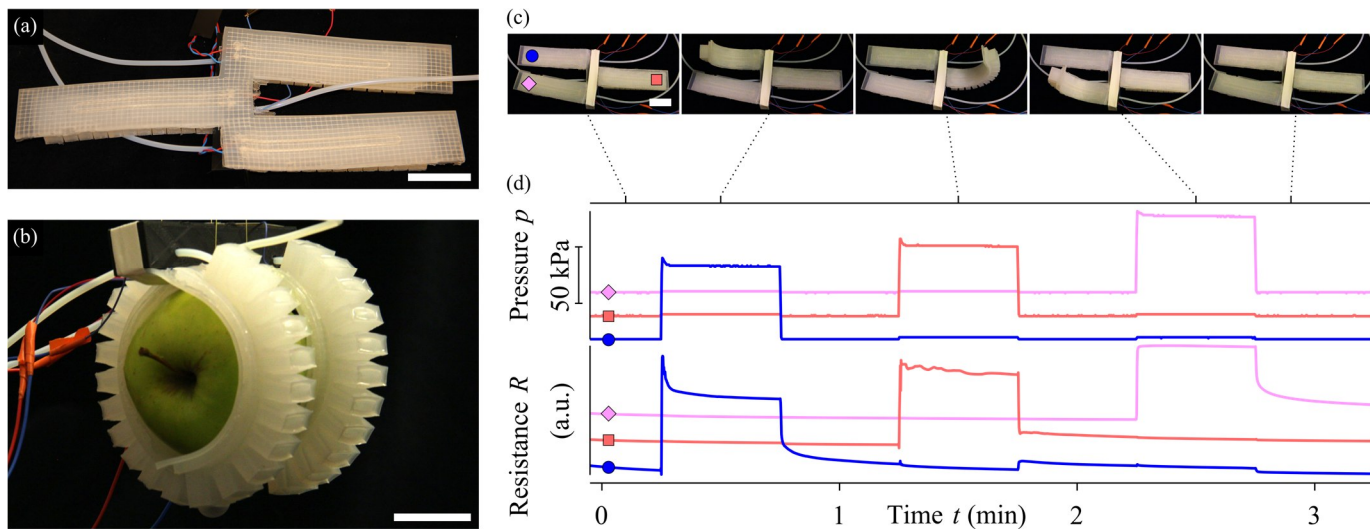 (a)
(b)
(c)
(d)
Pressure p
50 kPa
Resistance R
(a.u.)
0
1
2
3
Time t (min)